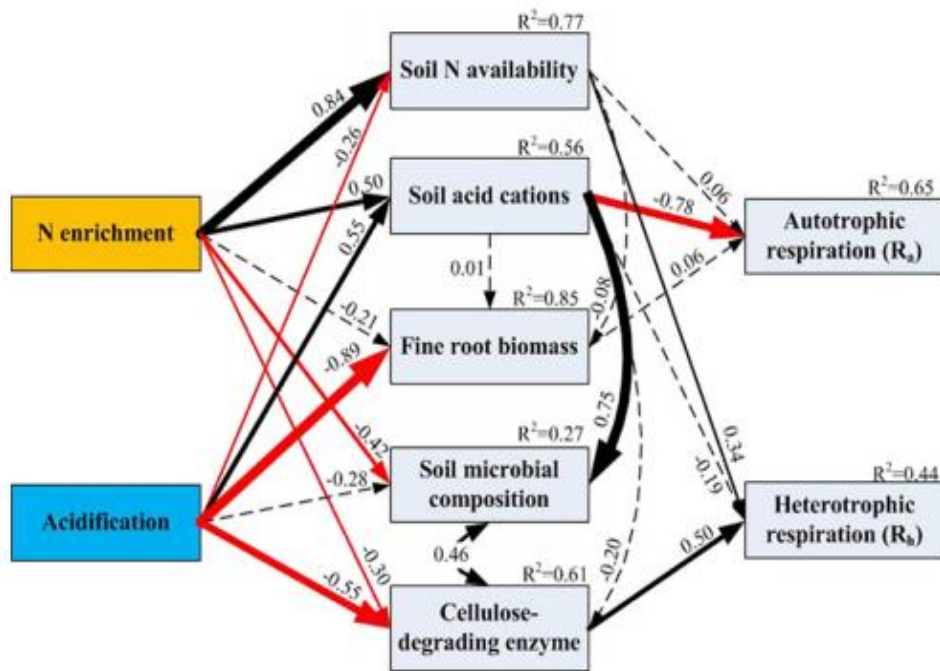 R²=0.77
Soil N availability
0.84
-0.26
R²=0.56
Soil acid cations
0.50
0.55
0.06
-0.78
R²=0.65
N enrichment
Autotrophic
respiration (Rₐ)
0.01
0.06
-0.08
R²=0.85
-0.21
Fine root biomass
-0.89
0.75
R²=0.27
-0.42
Soil microbial
composition
-0.28
0.34
-0.19
R²=0.44
Acidification
Heterotrophic
respiration (Rₕ)
0.46
0.50
-0.20
R²=0.61
-0.30
-0.55
Cellulose-
degrading enzyme